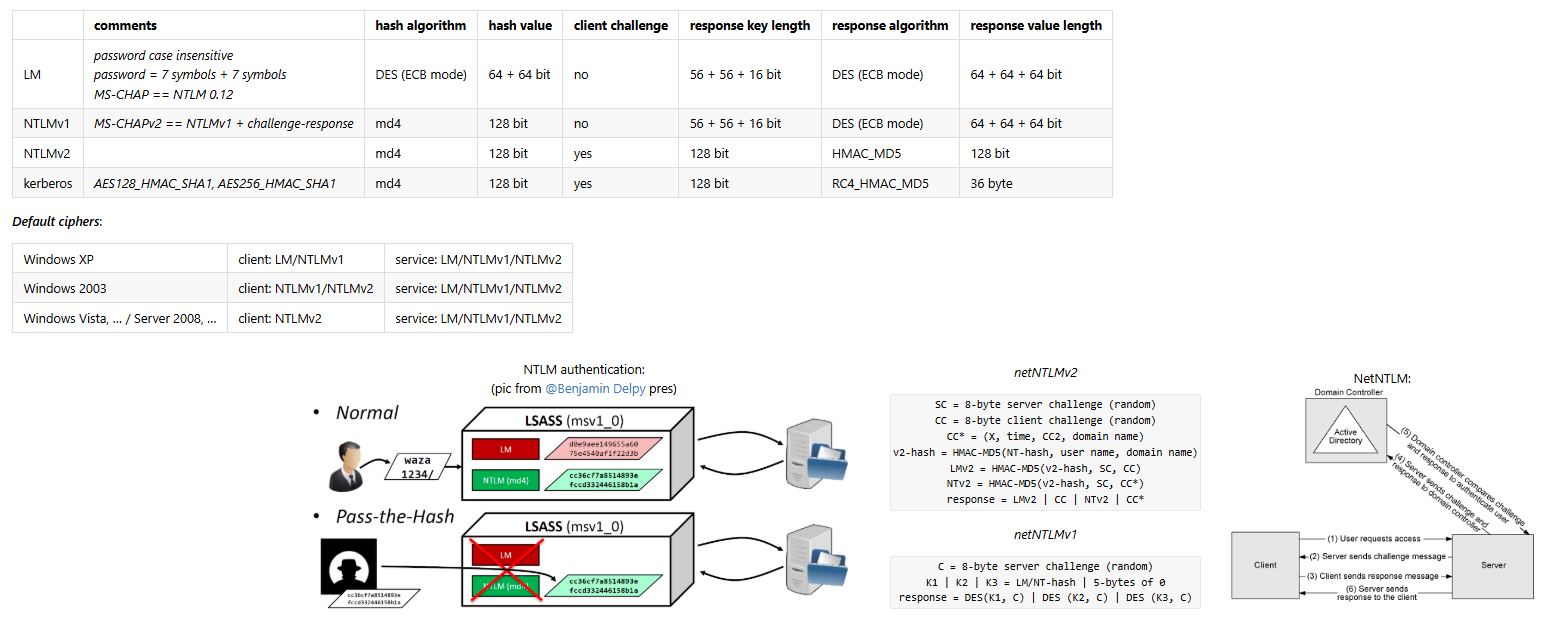 comments hash algorithm hash value client challenge response key length response algorithm response value length
LM
password case insensitive
password = 7 symbols + 7 symbols
MS-CHAP == NTLM 0.12
DES (ECB mode) 64 + 64 bit no 56 + 56 + 16 bit DES (ECB mode) 64 + 64 + 64 bit
NTLMv1 MS-CHAPv2 == NTLMv1 + challenge-response md4 128 bit no 56 + 56 + 16 bit DES (ECB mode) 64 + 64 + 64 bit
NTLMv2 md4 128 bit yes 128 bit HMAC_MD5 128 bit
kerberos AES128_HMAC_SHA1, AES256_HMAC_SHA1 md4 128 bit yes 128 bit RC4_HMAC_MD5 36 byte
Default ciphers:
Windows XP client: LM/NTLMv1 service: LM/NTLMv1/NTLMv2
Windows 2003 client: NTLMv1/NTLMv2 service: LM/NTLMv1/NTLMv2
Windows Vista, ... / Server 2008, ... client: NTLMv2 service: LM/NTLMv1/NTLMv2
NTLM authentication:
(pic from @Benjamin Delpy pres)
• Normal
waza
1234/
LSASS (msv1_0)
LM
d0e9aee149655a60
75e4540af1f22d3b
NTLM (md4)
cc36cf7a8514893e
fccd332446158b1a
• Pass-the-Hash
cc36cf7a8514893e
fccd332446158b1a
LSASS (msv1_0)
LM
NTLM (md4)
cc36cf7a8514893e
fccd332446158b1a
netNTLMv2
SC = 8-byte server challenge (random)
CC = 8-byte client challenge (random)
CC* = (X, time, CC2, domain name)
v2-hash = HMAC-MD5(NT-hash, user name, domain name)
LMv2 = HMAC-MD5(v2-hash, SC, CC)
NTv2 = HMAC-MD5(v2-hash, SC, CC*)
response = LMv2 | CC | NTv2 | CC*
netNTLMv1
C = 8-byte server challenge (random)
K1 | K2 | K3 = LM/NT-hash | 5-bytes of 0
response = DES(K1, C) | DES (K2, C) | DES (K3, C)
NetNTLM:
Domain Controller
Active
Directory
(5) Domain controller compares challenge
and response to authenticate user
(4) Server sends challenge and
response to domain controller
Client
(1) User requests access
(2) Server sends challenge message
(3) Client sends response message
(6) Server sends
response to the client
Server